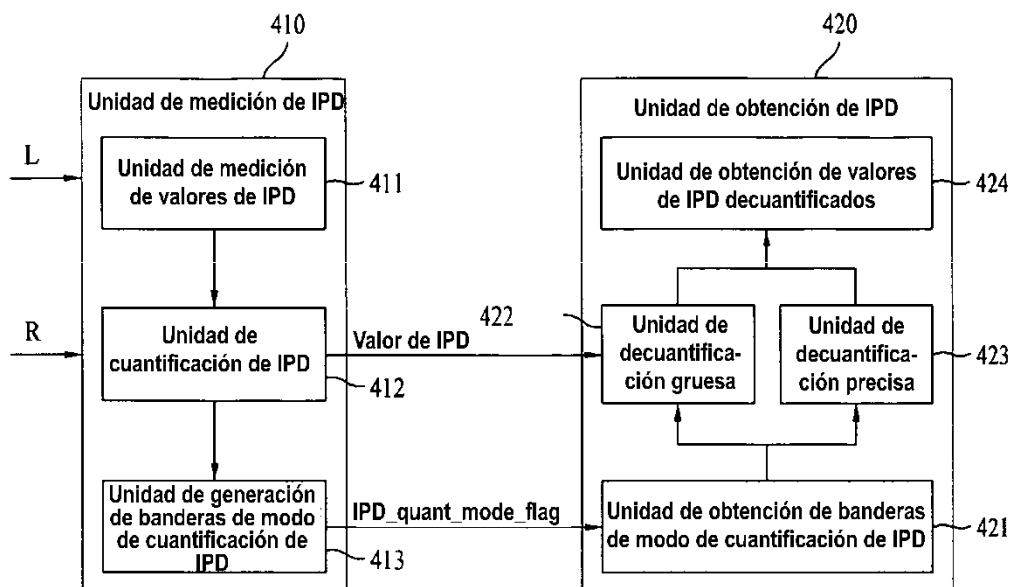 410
420
Unidad de medición de IPD
Unidad de obtención de IPD
L
Unidad de medición
de valores de IPD
411
Unidad de obtención de valores
de IPD decuantificados
424
R
Unidad de
cuantificación de IPD
412
Valor de IPD
422
Unidad de
decuantifica-
ción gruesa
Unidad de
decuantifica-
ción precisa
423
Unidad de generación
de banderas de modo
de cuantificación de
IPD
413
IPD_quant_mode_flag
Unidad de obtención de banderas
de modo de cuantificación de IPD
421